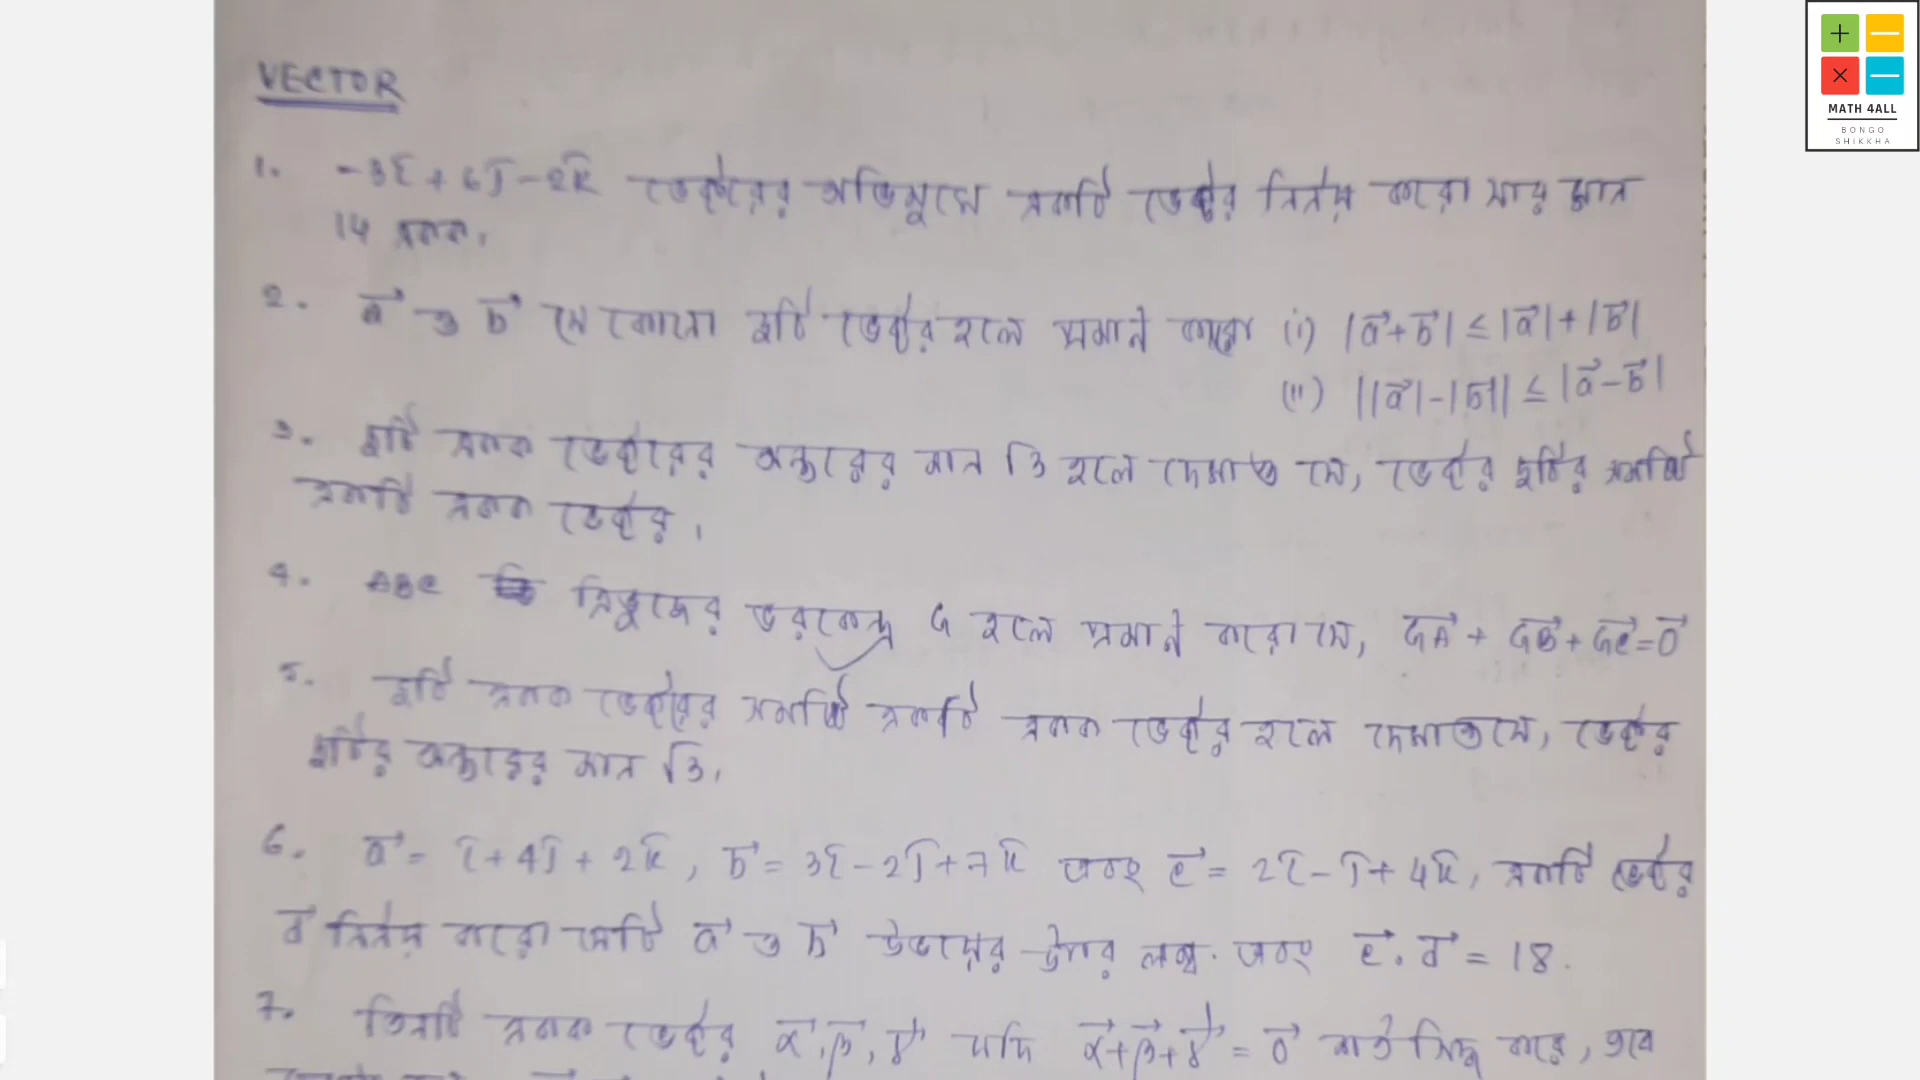 VECTOR
MATH 4ALL
BONGO
SHIKKHA
1. -3î + 6ĵ - 2k̂ ভেক্টরের অভিমুখে একটি ভেক্টর নির্ণয় করো যার মান
14 একক।
2. a⃗ ও b⃗ যে কোনো দুটি ভেক্টর হলে প্রমাণ করো (i) |a⃗+b⃗| ≤ |a⃗|+|b⃗|
(ii) ||a⃗|-|b⃗|| ≤ |a⃗-b⃗|
3. দুটি একক ভেক্টরের অন্তরের মান √3 হলে দেখাও যে, ভেক্টর দুটির সমষ্টি
একটি একক ভেক্টর।
4. ABC ত্রিভুজের ভরকেন্দ্র G হলে প্রমাণ করো যে, GA⃗ + GB⃗ + GC⃗ = 0⃗
5. দুটি একক ভেক্টরের সমষ্টি একটি একক ভেক্টর হলে দেখাও যে, ভেক্টর
দুটির অন্তরের মান √3।
6. a⃗ = î + 4ĵ + 2k̂, b⃗ = 3î - 2ĵ + 7k̂ এবং c⃗ = 2î - ĵ + 4k̂, একটি ভেক্টর
d⃗ নির্ণয় করো যেটি a⃗ ও b⃗ উভয়ের উপর লম্ব এবং c⃗. d⃗ = 18.
7. তিনটি একক ভেক্টর α⃗, β⃗, γ⃗ যদি α⃗+β⃗+γ⃗ = 0⃗ শর্ত সিদ্ধ করে, তবে